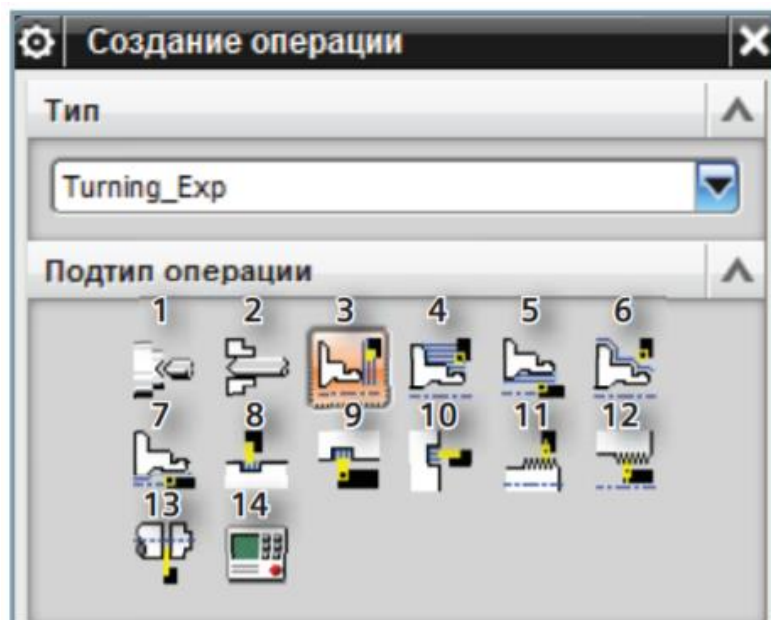 Создание операции
Тип
Turning_Exp
Подтип операции
1 2 3 4 5 6
7 8 9 10 11 12
13 14